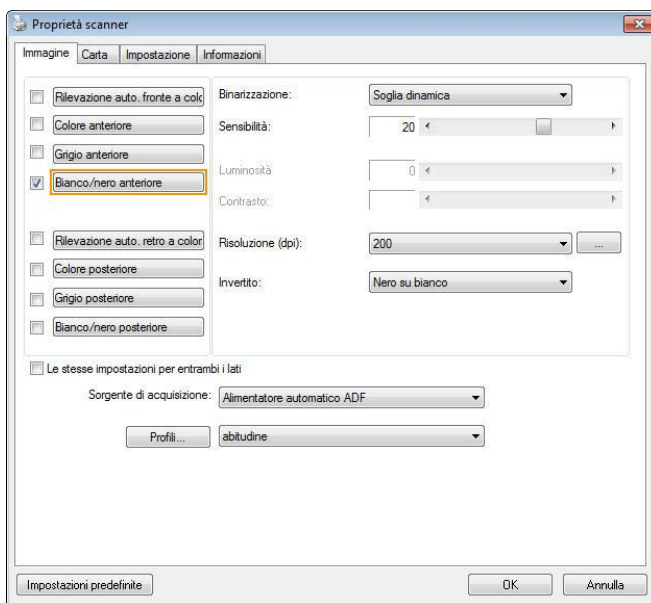 Proprietà scanner
Immagine Carta Impostazione Informazioni
Rilevazione auto. fronte a colo
Binarizzazione: Soglia dinamica
Colore anteriore
Sensibilità: 20
Grigio anteriore
Luminosità 0
Bianco/nero anteriore
Contrasto:
Rilevazione auto. retro a color
Risoluzione (dpi): 200 ...
Colore posteriore
Invertito: Nero su bianco
Grigio posteriore
Bianco/nero posteriore
Le stesse impostazioni per entrambi i lati
Sorgente di acquisizione: Alimentatore automatico ADF
Profili... abitudine
Impostazioni predefinite OK Annulla